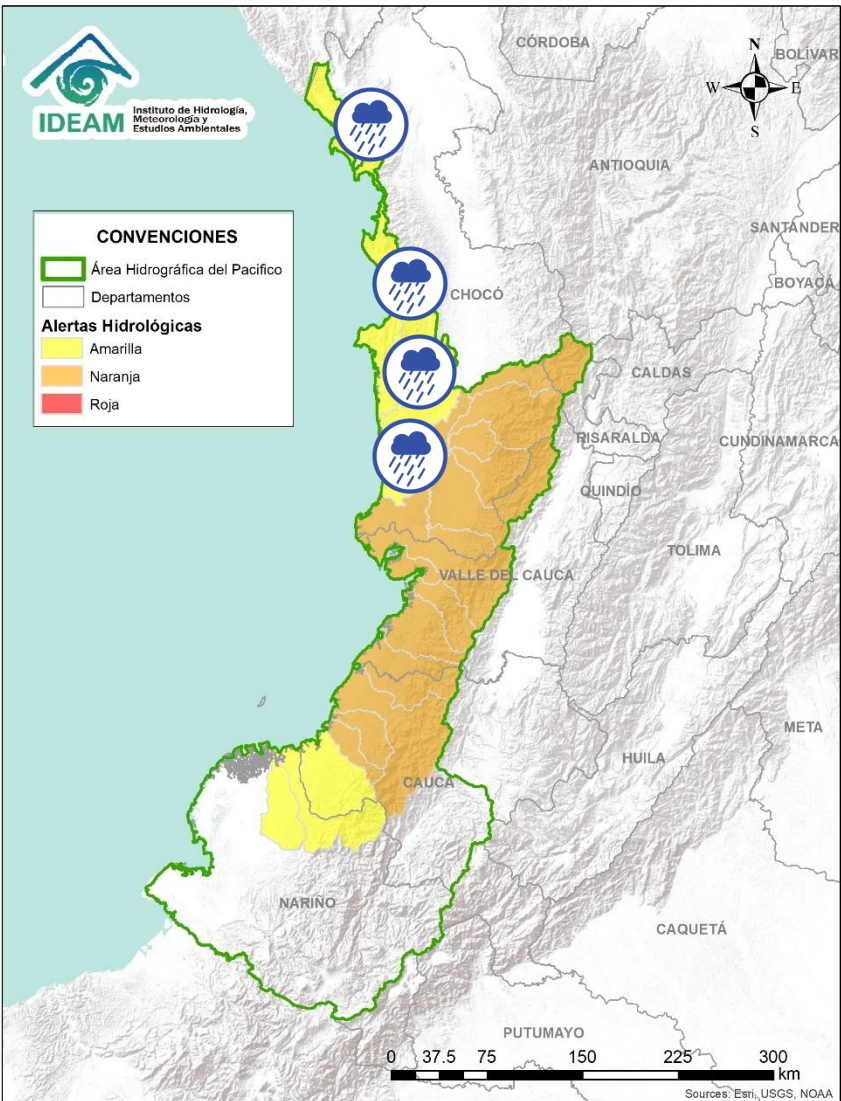 IDEAM
Instituto de Hidrología,
Meteorología y
Estudios Ambientales
N
W E
S
CÓRDOBA
BOLÍVAR
ANTIOQUIA
SANTANDER
BOYACÁ
CHOCÓ
CALDAS
RISARALDA
CUNDINAMARCA
QUINDÍO
TOLIMA
VALLE DEL CAUCA
META
HUILA
CAUCA
NARIÑO
CAQUETÁ
PUTUMAYO
CONVENCIONES
Área Hidrográfica del Pacifico
Departamentos
Alertas Hidrológicas
Amarilla
Naranja
Roja
0 37.5 75 150 225 300
km
Sources: Esri, USGS, NOAA